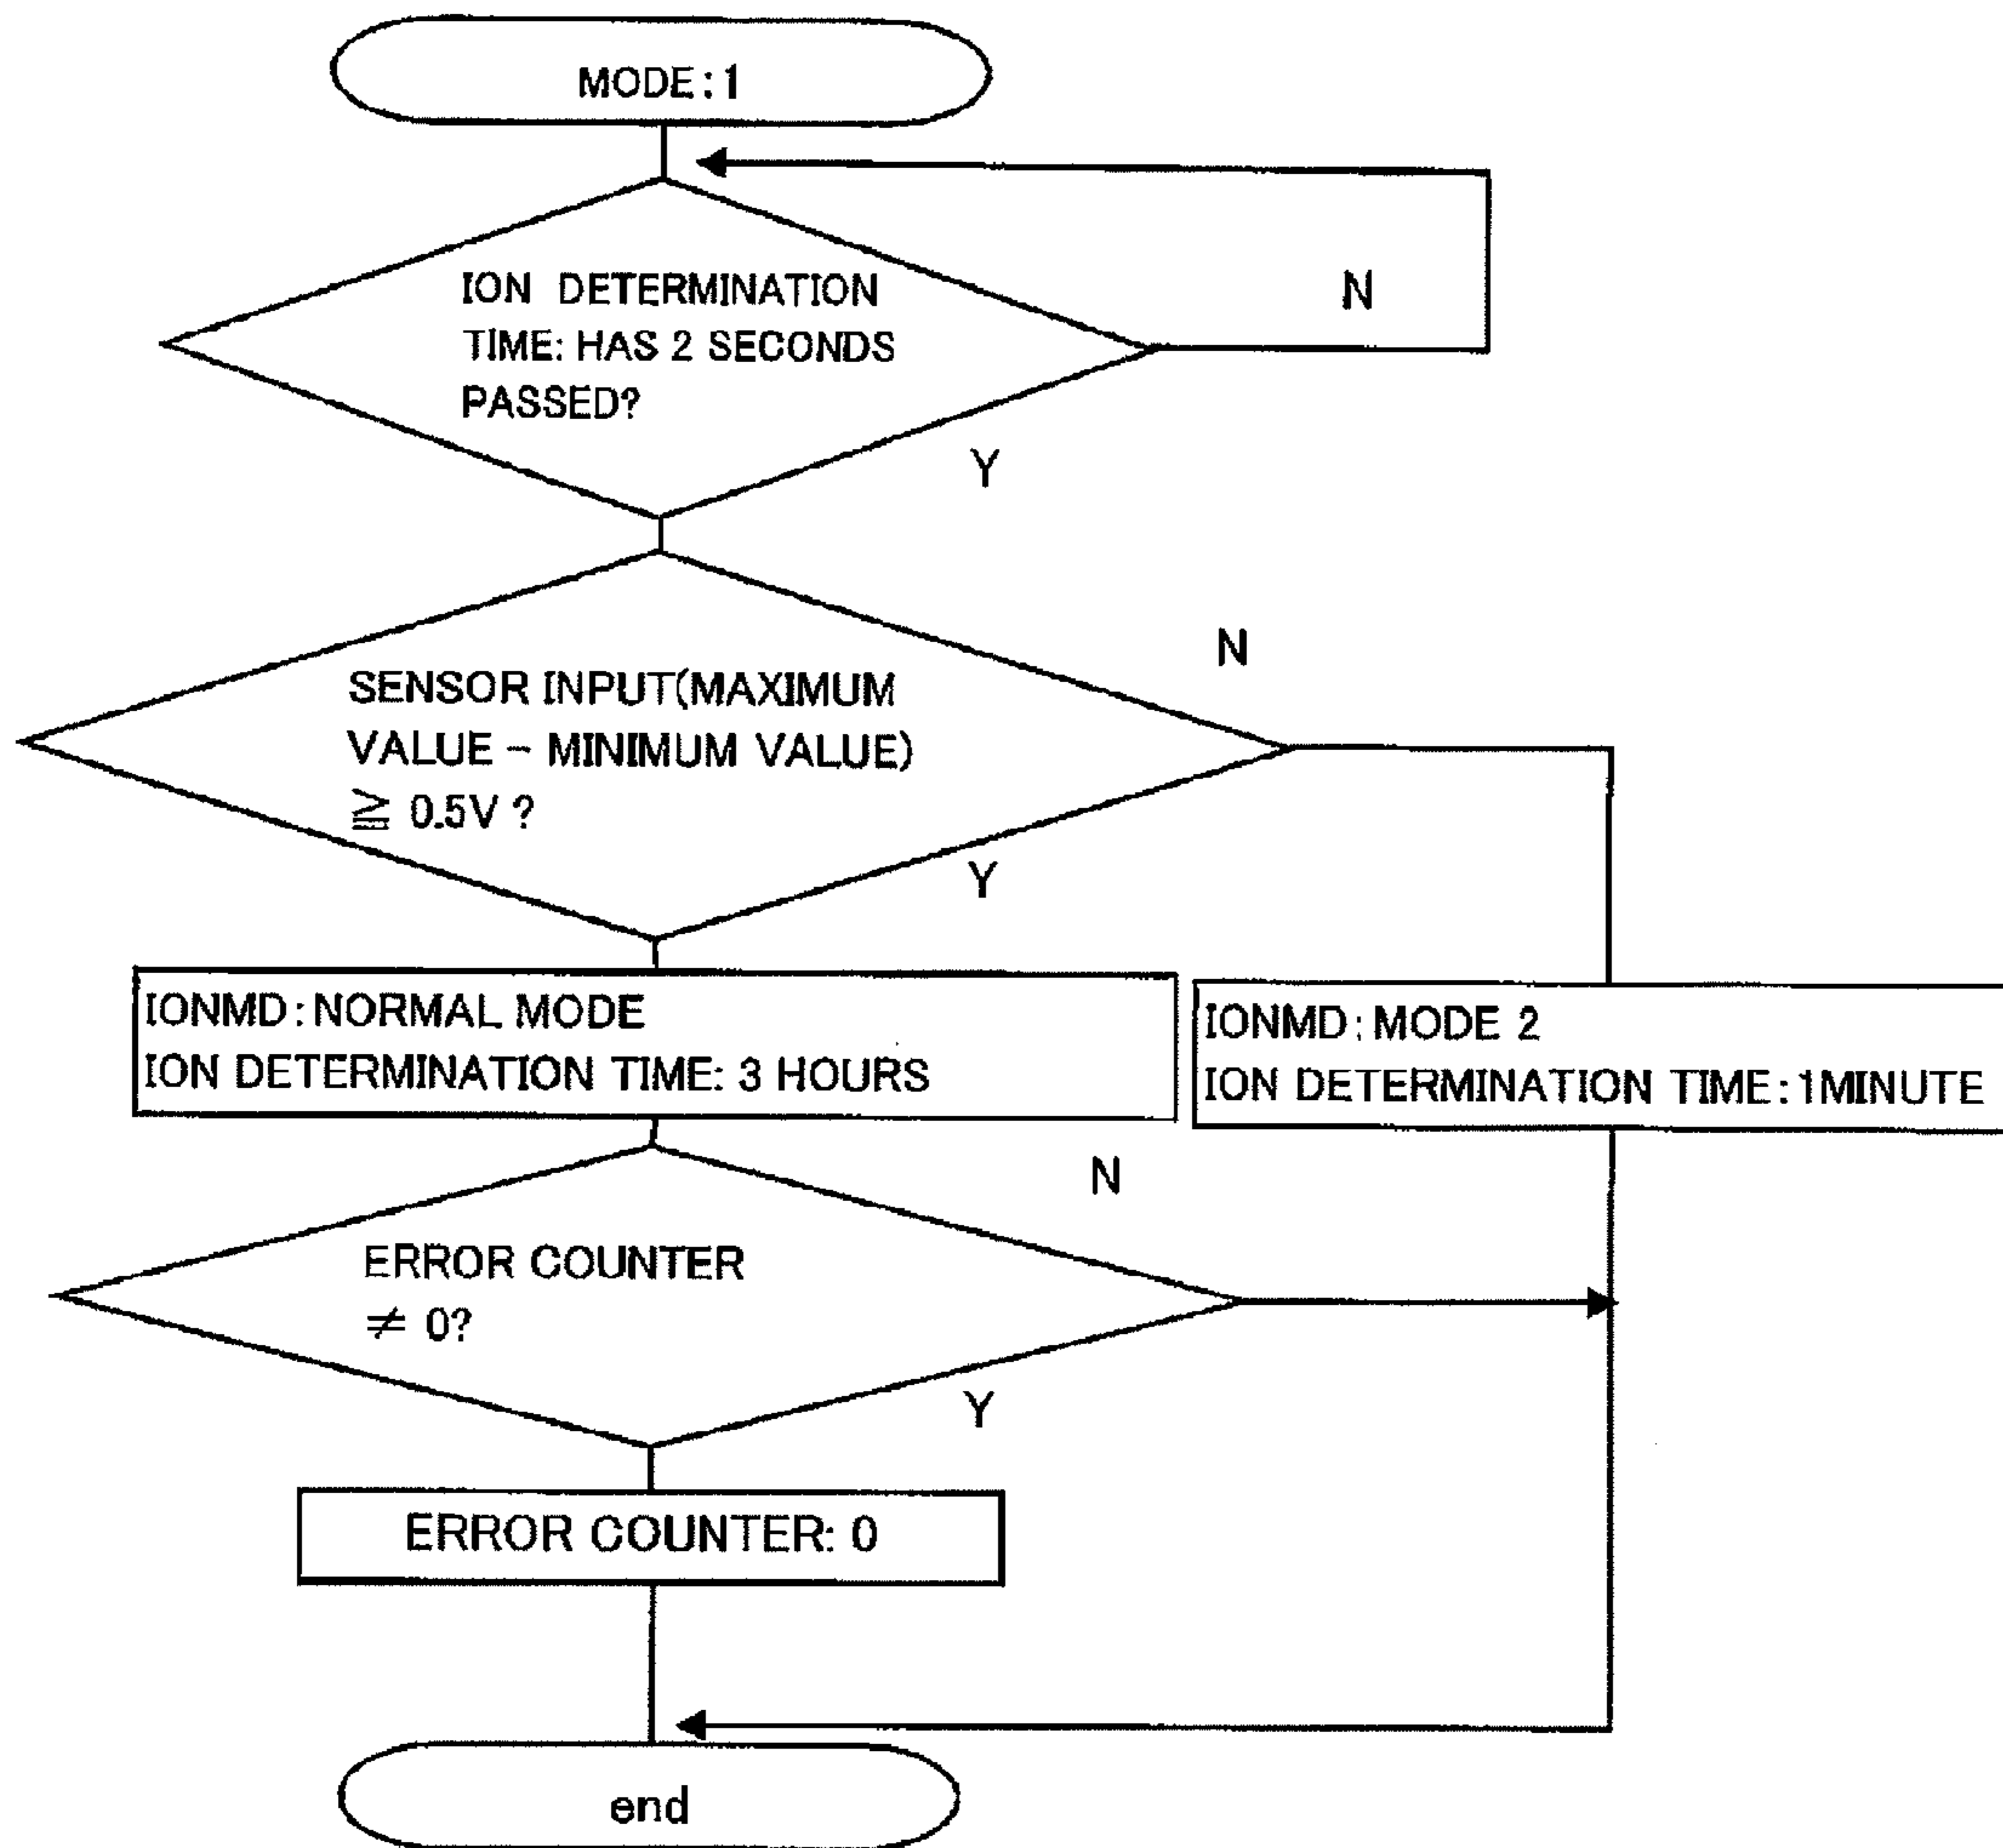 MODE:1
ION DETERMINATION
TIME: HAS 2 SECONDS
PASSED?
N
Y
SENSOR INPUT(MAXIMUM
VALUE - MINIMUM VALUE)
≧ 0.5V ?
N
Y
IONMD:NORMAL MODE
ION DETERMINATION TIME: 3 HOURS
IONMD:MODE 2
ION DETERMINATION TIME:1MINUTE
ERROR COUNTER
≠ 0?
N
Y
ERROR COUNTER: 0
end